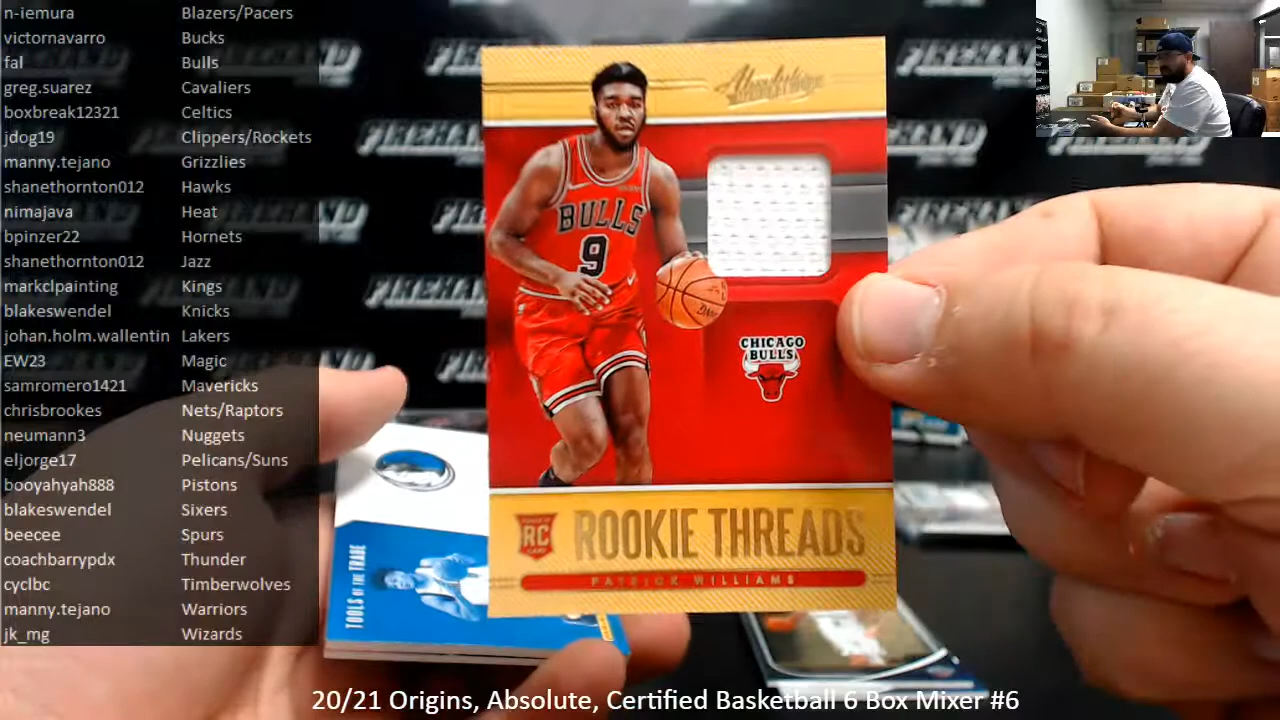 n-iemura Blazers/Pacers
victornavarro Bucks
fal Bulls
greg.suarez Cavaliers
boxbreak12321 Celtics
jdog19 Clippers/Rockets
manny.tejano Grizzlies
shanethornton012 Hawks
nimajava Heat
bpinzer22 Hornets
shanethornton012 Jazz
markclpainting Kings
blakeswendel Knicks
johan.holm.wallentin Lakers
EW23 Magic
samromero1421 Mavericks
chrisbrookes Nets/Raptors
neumann3 Nuggets
eljorge17 Pelicans/Suns
booyahyah888 Pistons
blakeswendel Sixers
beecee Spurs
coachbarrypdx Thunder
cyclbc Timberwolves
manny.tejano Warriors
jk_mg Wizards
Absolute
BULLS
9
CHICAGO
BULLS
RC
ROOKIE THREADS
PATRICK WILLIAMS
TOOLS OF THE TRADE
FIREHAND
20/21 Origins, Absolute, Certified Basketball 6 Box Mixer #6